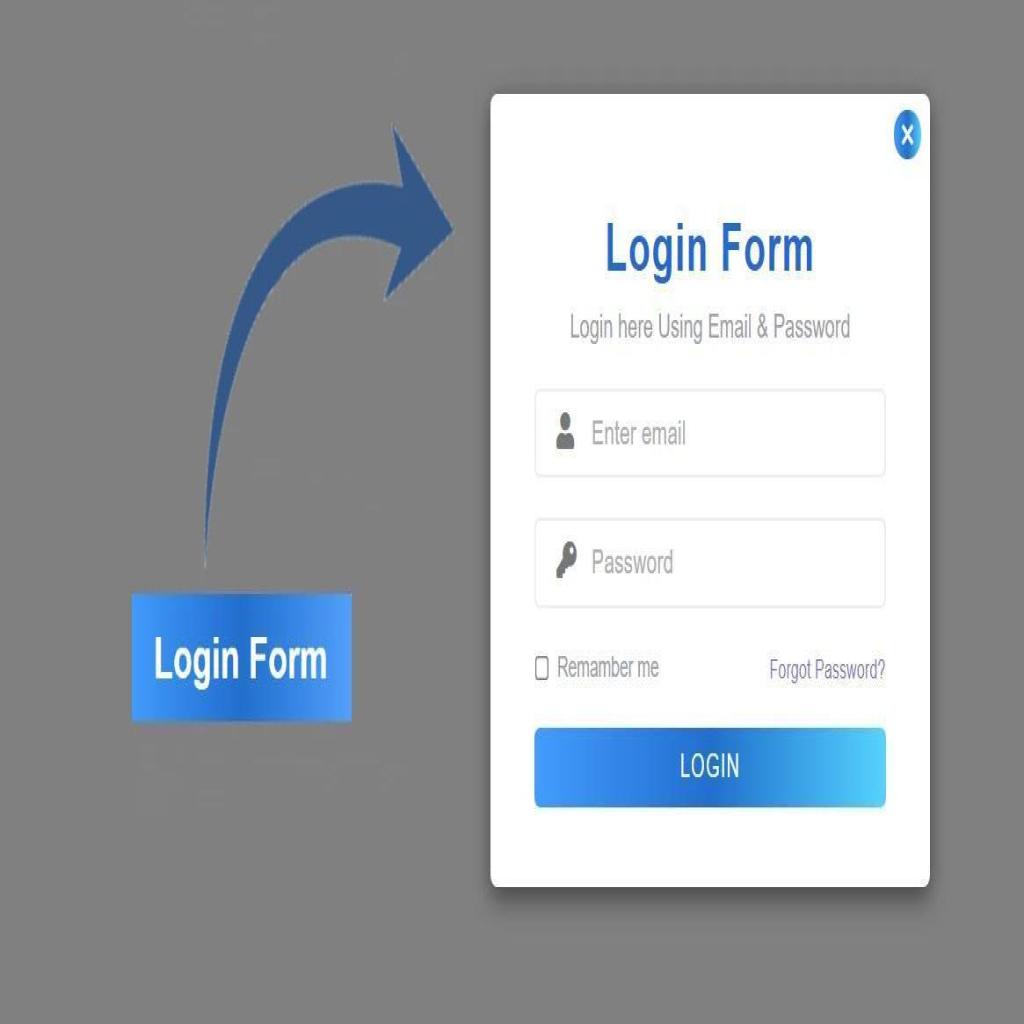 Login Form
Login here Using Email & Password
Enter email
Password
Remamber me
Forgot Password?
LOGIN
Login Form